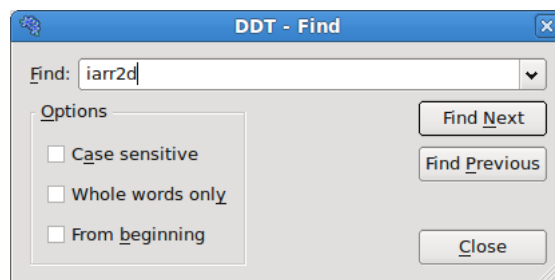 DDT - Find
Find: iarr2d
Options
Case sensitive
Whole words only
From beginning
Find Next
Find Previous
Close